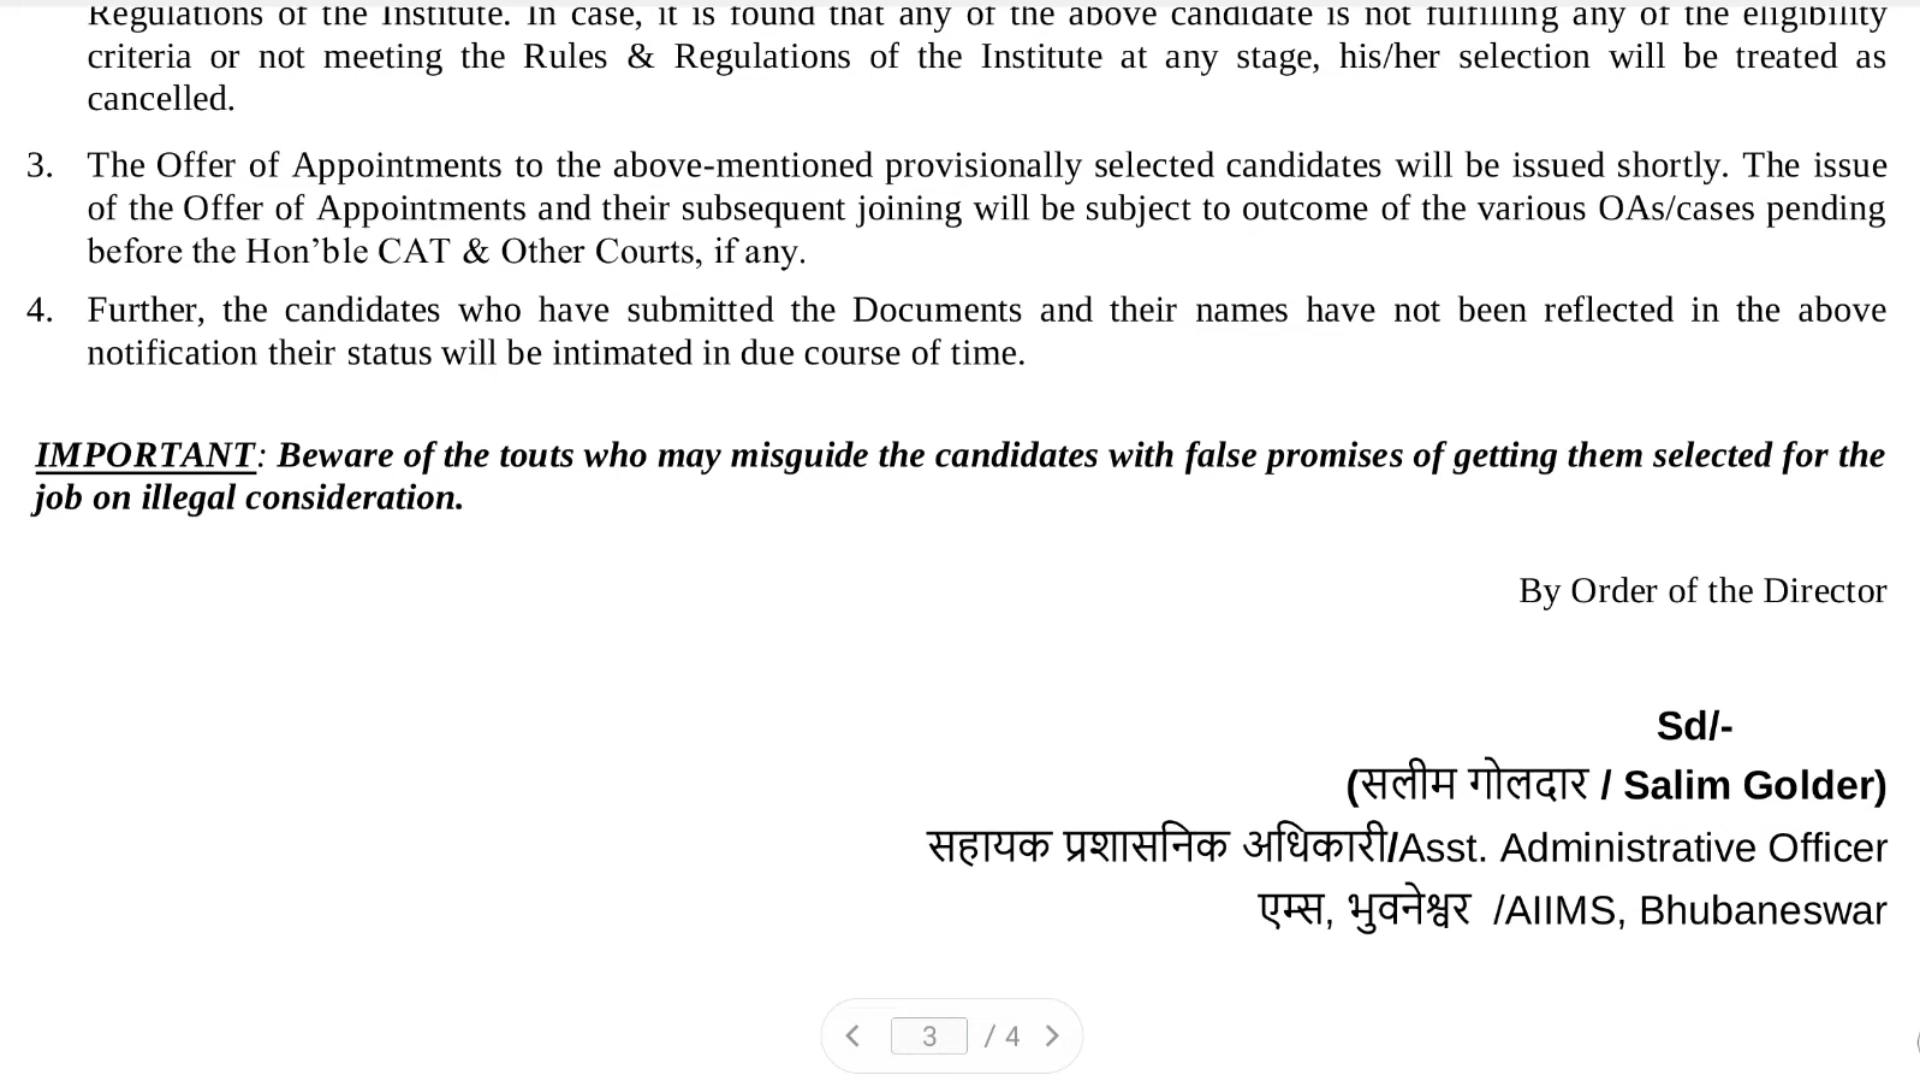 Regulations of the Institute. In case, it is found that any of the above candidate is not fulfilling any of the eligibility
criteria or not meeting the Rules & Regulations of the Institute at any stage, his/her selection will be treated as
cancelled.
3. The Offer of Appointments to the above-mentioned provisionally selected candidates will be issued shortly. The issue
of the Offer of Appointments and their subsequent joining will be subject to outcome of the various OAs/cases pending
before the Hon’ble CAT & Other Courts, if any.
4. Further, the candidates who have submitted the Documents and their names have not been reflected in the above
notification their status will be intimated in due course of time.
IMPORTANT: Beware of the touts who may misguide the candidates with false promises of getting them selected for the
job on illegal consideration.
By Order of the Director
Sd/-
(सलीम गोलदार / Salim Golder)
सहायक प्रशासनिक अधिकारी/Asst. Administrative Officer
एम्स, भुवनेश्वर /AIIMS, Bhubaneswar
3 / 4